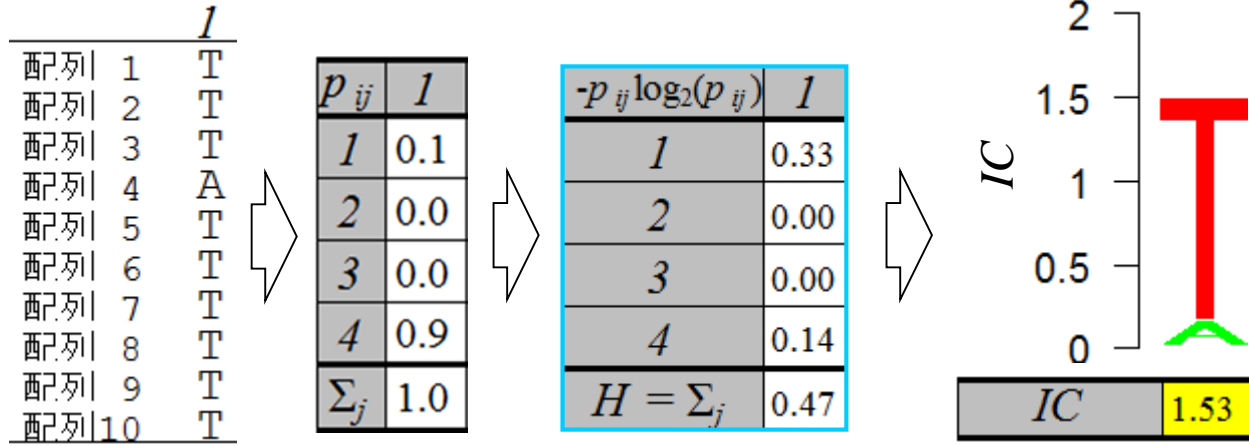 1
配列 1 T
配列 2 T
配列 3 T
配列 4 A
配列 5 T
配列 6 T
配列 7 T
配列 8 T
配列 9 T
配列10 T
p ij 1
1 0.1
2 0.0
3 0.0
4 0.9
Σj 1.0
-p ij log2(p ij) 1
1 0.33
2 0.00
3 0.00
4 0.14
H = Σj 0.47
IC
2
1.5
1
0.5
0
T
A
IC 1.53